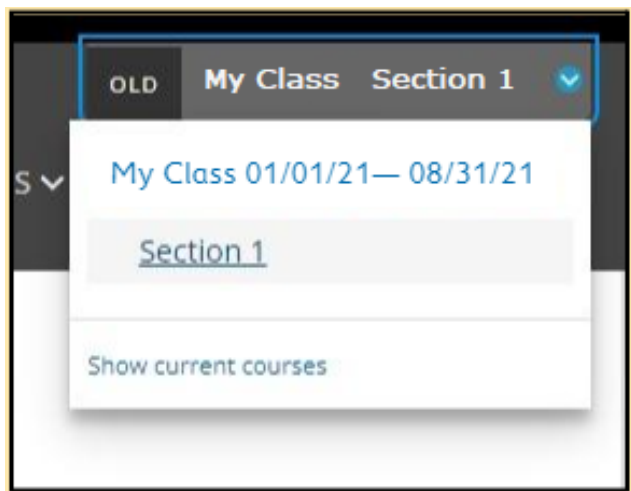 OLD My Class Section 1
S
My Class 01/01/21— 08/31/21
Section 1
Show current courses